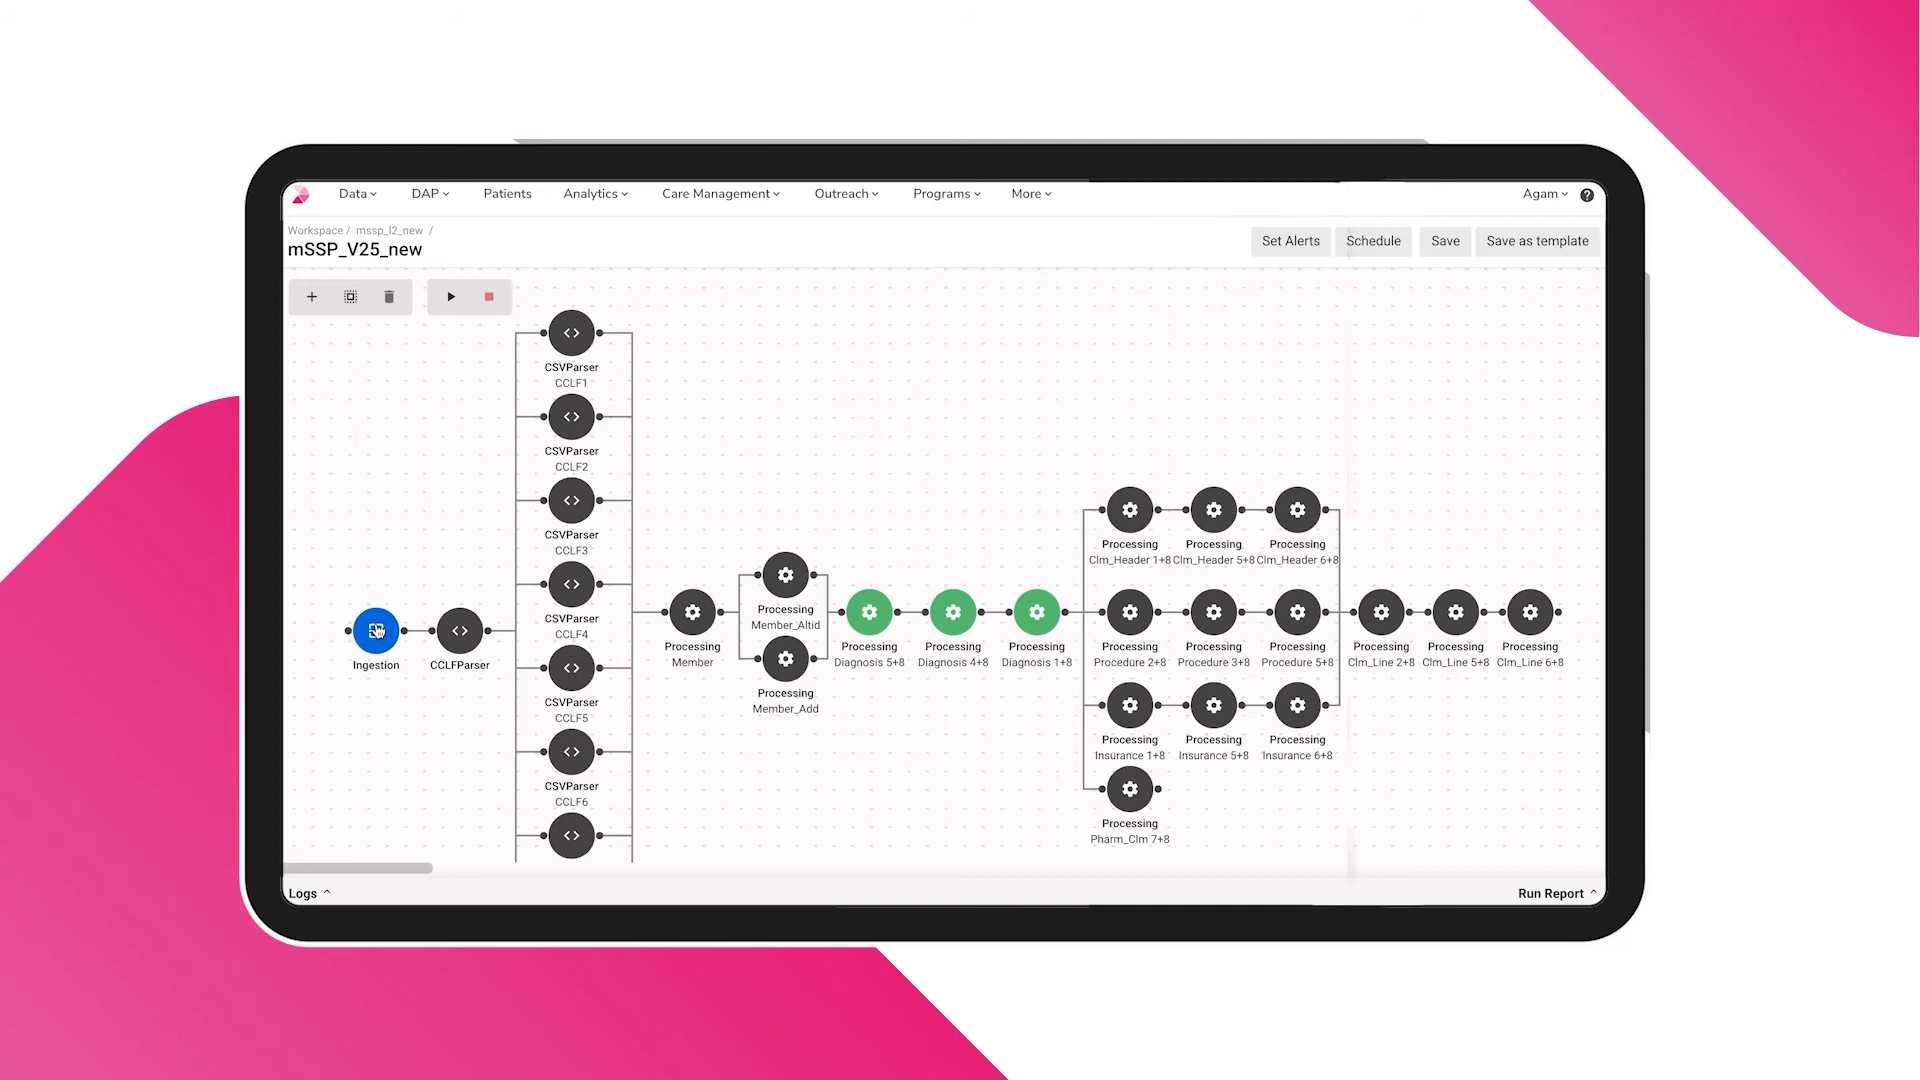 Data DAP Patients Analytics Care Management Outreach Programs More Agam ?
Workspace / mssp_l2_new /
mSSP_V25_new
Set Alerts Schedule Save Save as template
CSVParser
CCLF1
CSVParser
CCLF2
CSVParser
CCLF3
CSVParser
CCLF4
CSVParser
CCLF5
CSVParser
CCLF6
Ingestion
CCLFParser
Processing
Member
Processing
Member_Altid
Processing
Member_Add
Processing
Diagnosis 5+8
Processing
Diagnosis 4+8
Processing
Diagnosis 1+8
Processing
Clm_Header 1+8
Processing
Clm_Header 5+8
Processing
Clm_Header 6+8
Processing
Procedure 2+8
Processing
Procedure 3+8
Processing
Procedure 5+8
Processing
Insurance 1+8
Processing
Insurance 5+8
Processing
Insurance 6+8
Processing
Pharm_Clm 7+8
Processing
Clm_Line 2+8
Processing
Clm_Line 5+8
Processing
Clm_Line 6+8
Logs
Run Report